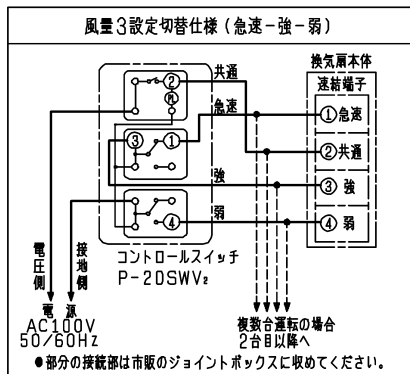 風量3設定切替仕様(急速-強-弱)
換気扇本体
速結端子
共通
急速
強
弱
②
PL
③ ①
④
①急速
②共通
③ 強
④ 弱
コントロールスイッチ
P-20SWV₂
電圧側
接地側
電 源
AC100V
50/60Hz
複数台運転の場合
2台目以降へ
●部分の接続部は市販のジョイントボックスに収めてください。